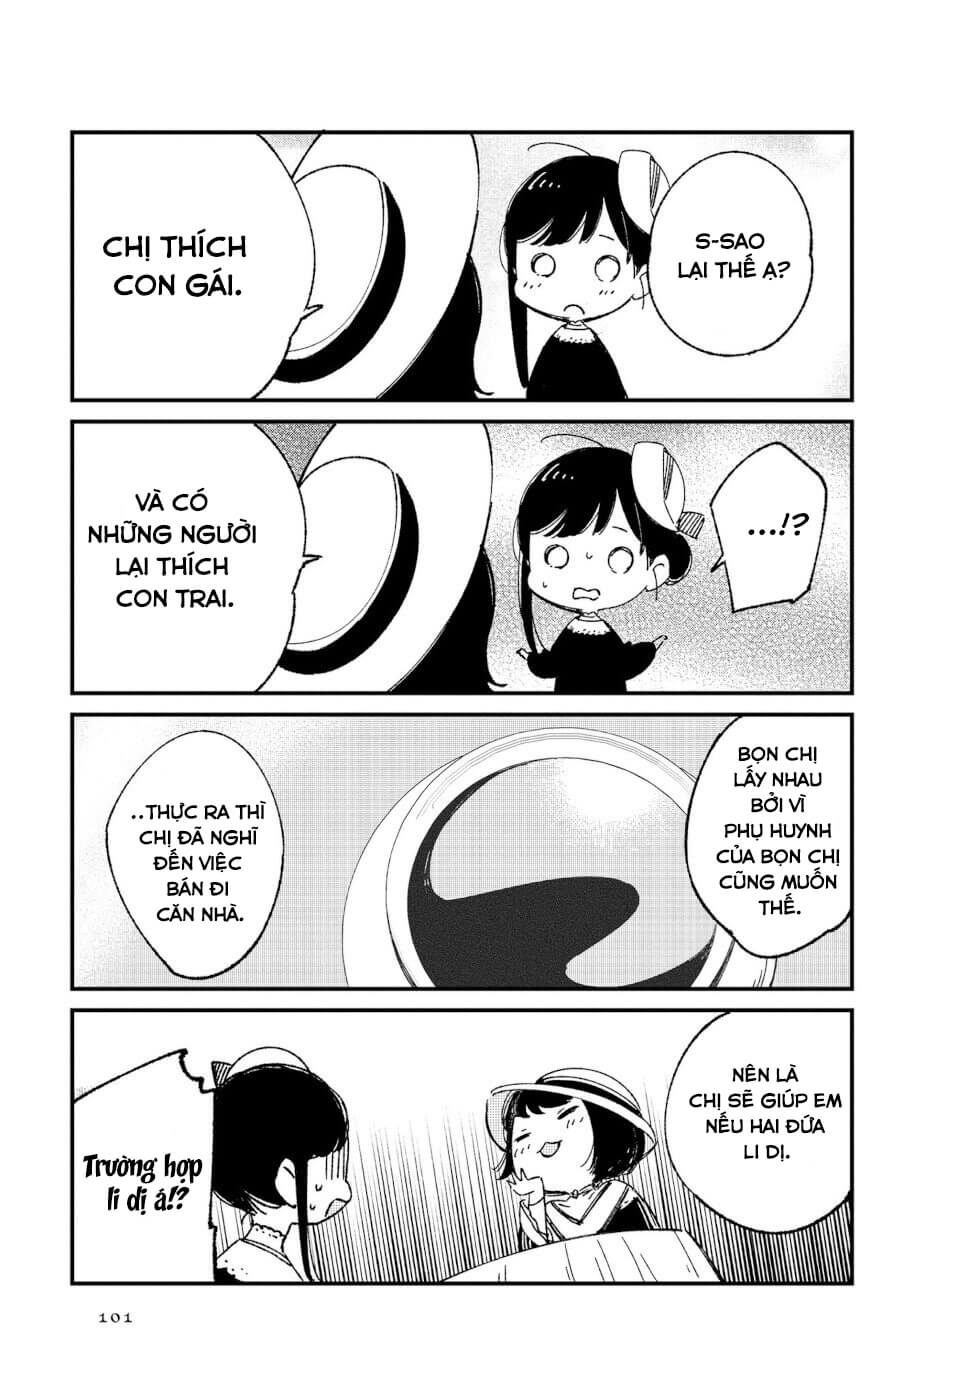 S-SAO
LẠI THẾ Ạ?
CHỊ THÍCH
CON GÁI.
...!?
VÀ CÓ
NHỮNG NGƯỜI
LẠI THÍCH
CON TRAI.
BỌN CHỊ
LẤY NHAU
BỞI VÌ
PHỤ HUYNH
CỦA BỌN CHỊ
CŨNG MUỐN
THẾ.
..THỰC RA THÌ
CHỊ ĐÃ NGHĨ
ĐẾN VIỆC
BÁN ĐI
CĂN NHÀ.
NÊN LÀ
CHỊ SẼ GIÚP EM
NẾU HAI ĐỨA
LI DỊ.
Trường hợp
li dị á!?
101